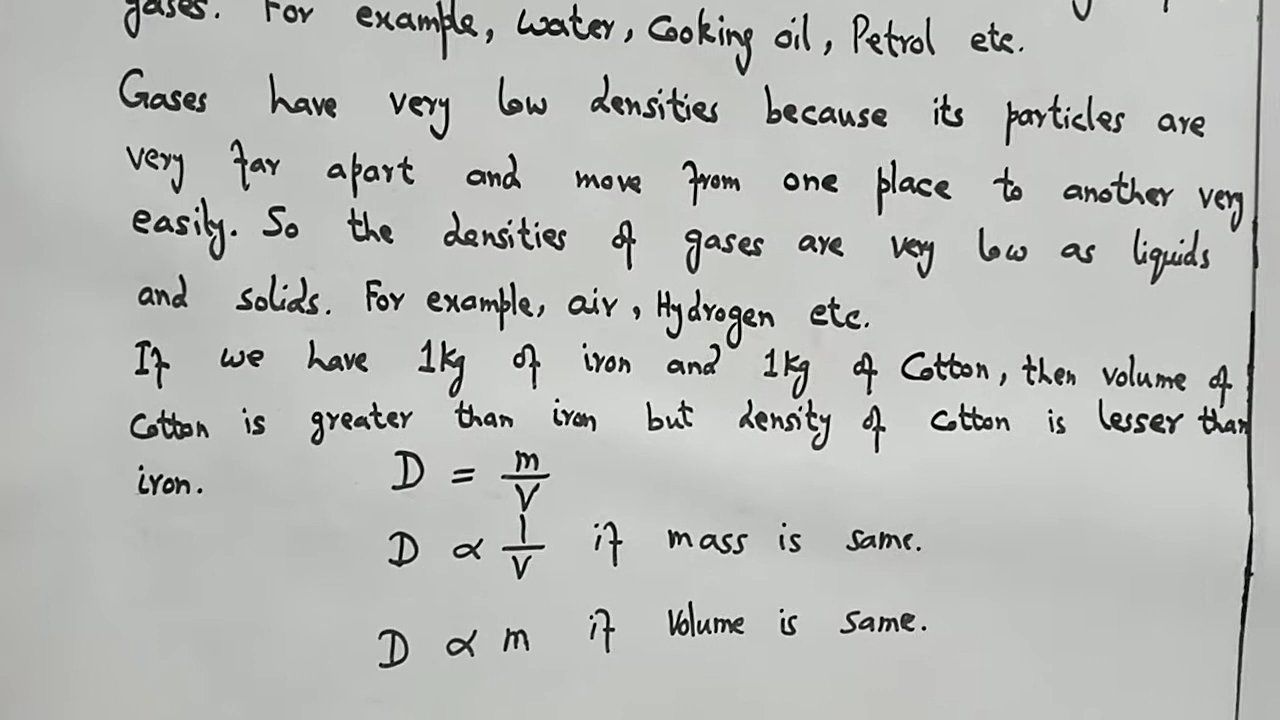 gases. For example, water, Cooking oil, Petrol etc.
Gases have very low densities because its particles are
very far apart and move from one place to another very
easily. So the densities of gases are very low as liquids
and solids. For example, air, Hydrogen etc.
If we have 1kg of iron and 1kg of Cotton, then volume of
Cotton is greater than iron but density of cotton is lesser than
iron.
D = m/V
D ∝ 1/V if mass is same.
D ∝ m if Volume is same.